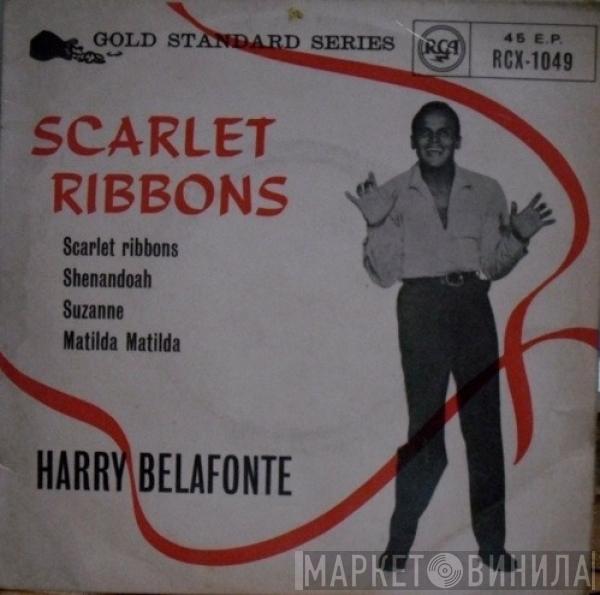 GOLD STANDARD SERIES
RCA
45 E.P.
RCX-1049
SCARLET
RIBBONS
Scarlet ribbons
Shenandoah
Suzanne
Matilda Matilda
HARRY BELAFONTE
МАРКЕТ ВИНИЛА